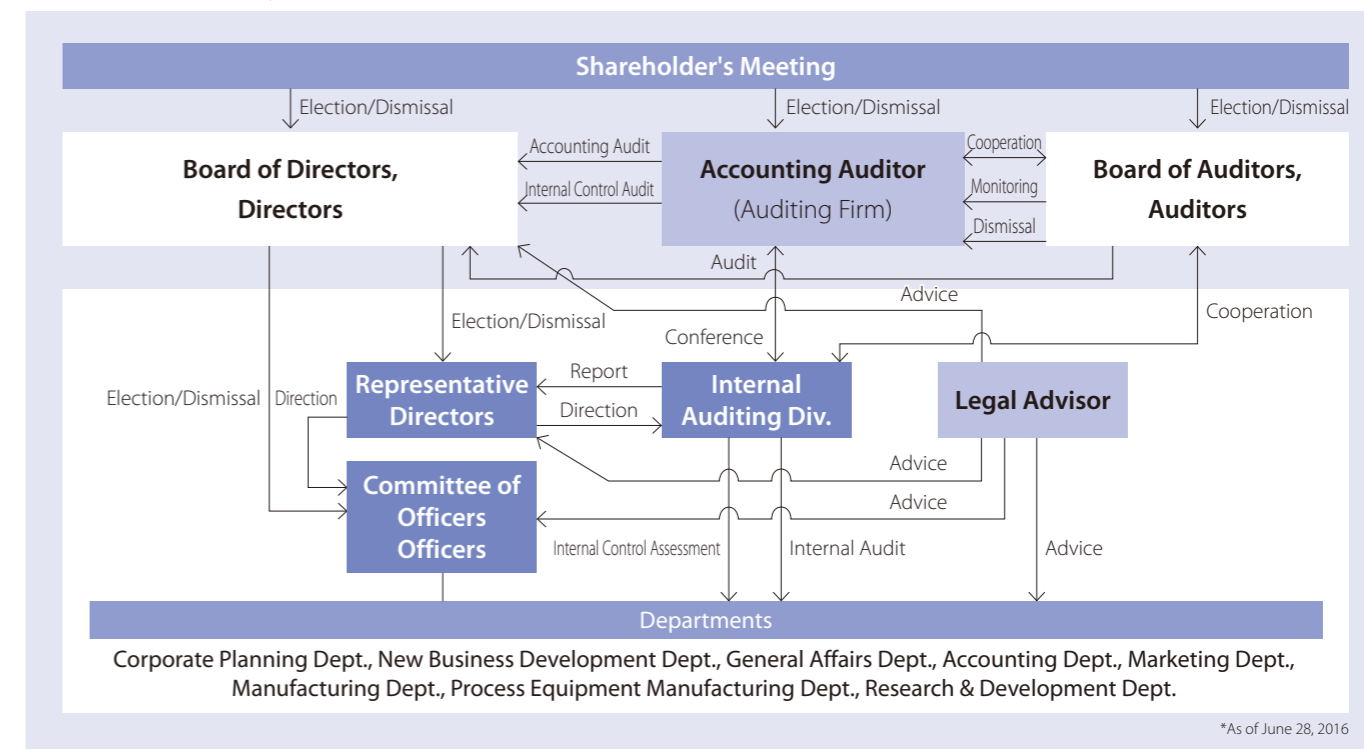 Shareholder's Meeting
Election/Dismissal
Election/Dismissal
Election/Dismissal
Board of Directors,
Directors
Accounting Audit
Internal Control Audit
Accounting Auditor
(Auditing Firm)
Cooperation
Monitoring
Dismissal
Board of Auditors,
Auditors
Audit
Advice
Election/Dismissal
Conference
Cooperation
Election/Dismissal
Direction
Representative
Directors
Report
Direction
Internal
Auditing Div.
Legal Advisor
Advice
Committee of
Officers
Officers
Advice
Internal Control Assessment
Internal Audit
Advice
Departments
Corporate Planning Dept., New Business Development Dept., General Affairs Dept., Accounting Dept., Marketing Dept.,
Manufacturing Dept., Process Equipment Manufacturing Dept., Research & Development Dept.
*As of June 28, 2016